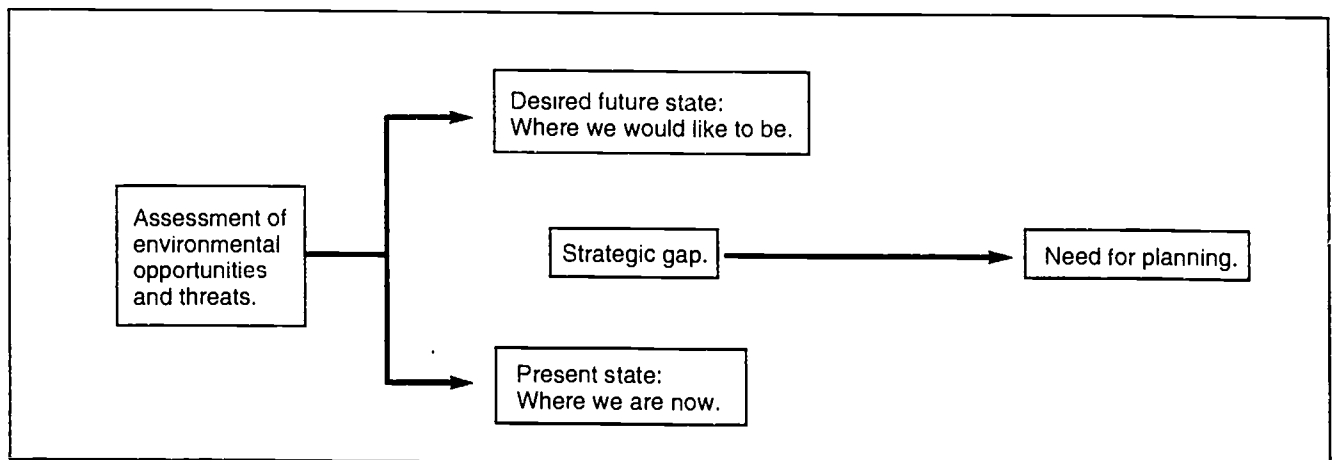 Desired future state:
Where we would like to be.
Assessment of
environmental
opportunities
and threats.
Strategic gap.
Need for planning.
Present state:
Where we are now.